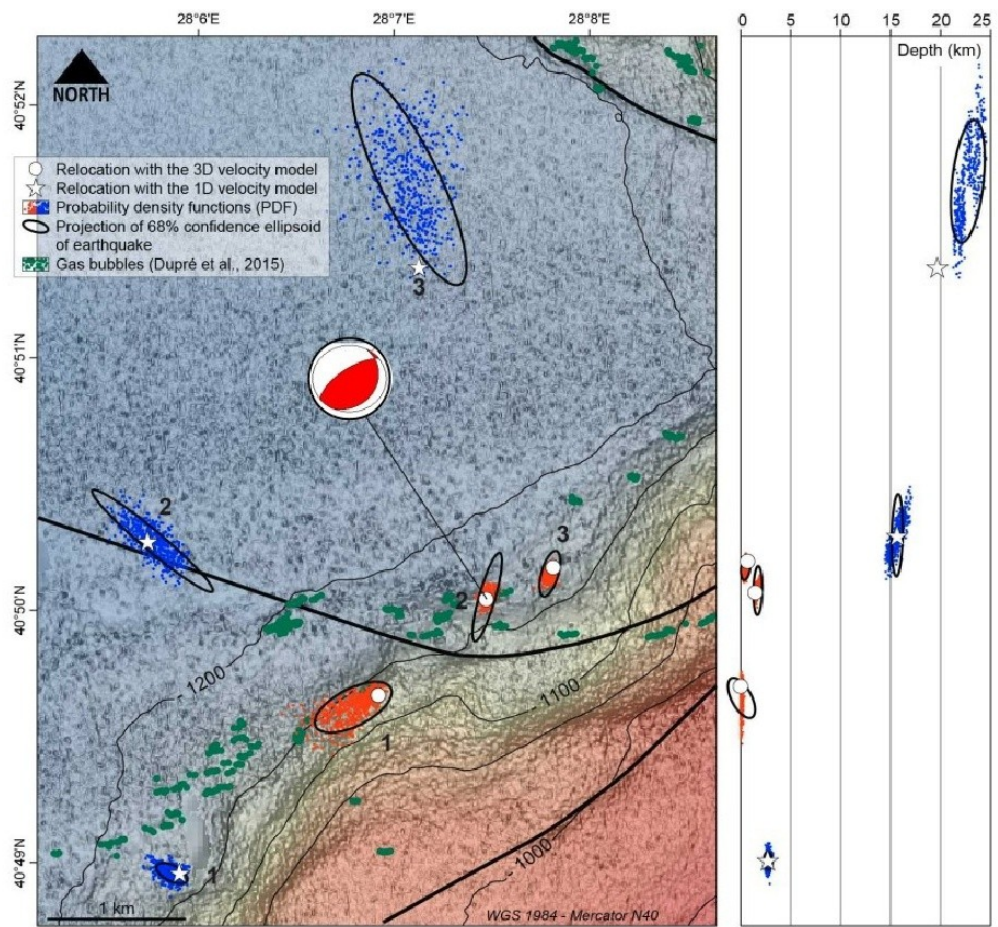 28°6'E 28°7'E 28°8'E
0 5 10 15 20 25
Depth (km)
NORTH
40°52'N
Relocation with the 3D velocity model
Relocation with the 1D velocity model
Probability density functions (PDF)
Projection of 68% confidence ellipsoid
of earthquake
Gas bubbles (Dupré et al., 2015)
3
40°51'N
2
3
2
40°50'N
1200
1100
1
1000
40°49'N
1
1 km
WGS 1984 - Mercator N40